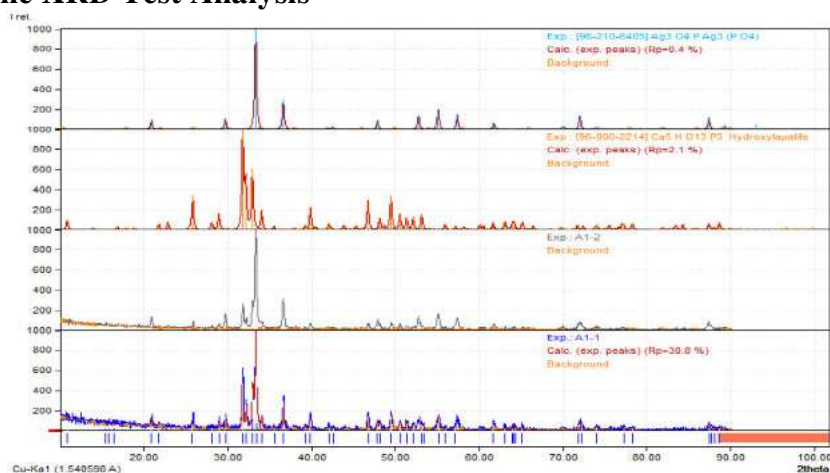 The XRD Test Analysis
I rel.
Exp.: [96-210-6405] Ag3 O4 P Ag3 (P O4)
Calc. (exp. peaks) (Rp=0.4 %)
Background
1000
800
600
400
200
Exp.: [96-900-2214] Ca5 H O13 P3 Hydroxylapatite
Calc. (exp. peaks) (Rp=2.1 %)
Background
1000
800
600
400
200
Exp.: A1-2
Background
1000
800
600
400
200
Exp.: A1-1
Calc. (exp. peaks) (Rp=30.8 %)
Background
1000
800
600
400
200
20.00 30.00 40.00 50.00 60.00 70.00 80.00 90.00 100.00
Cu-Ka1 (1.540598 A) 2theta